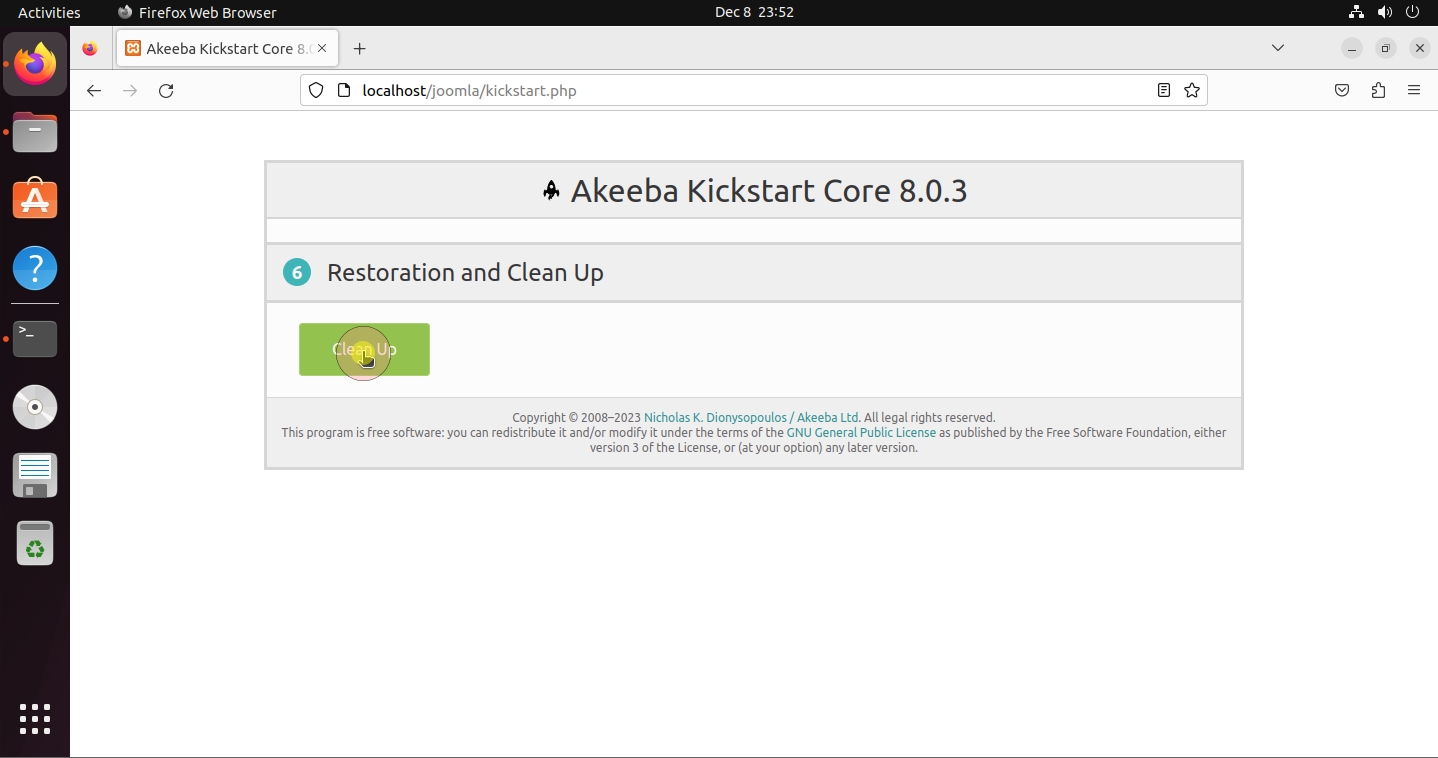 Activities
Firefox Web Browser
Dec 8 23:52
Akeeba Kickstart Core 8.0
localhost/joomla/kickstart.php
Akeeba Kickstart Core 8.0.3
6 Restoration and Clean Up
Clean Up
Copyright © 2008–2023 Nicholas K. Dionysopoulos / Akeeba Ltd. All legal rights reserved.
This program is free software: you can redistribute it and/or modify it under the terms of the GNU General Public License as published by the Free Software Foundation, either
version 3 of the License, or (at your option) any later version.